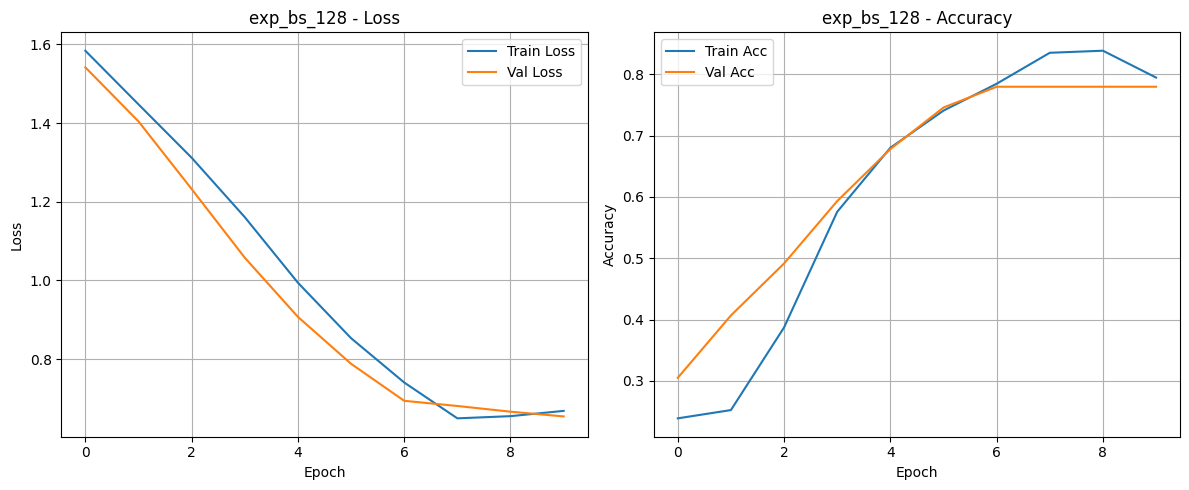 exp_bs_128 - Loss
Train Loss
Val Loss
1.6
1.4
1.2
1.0
0.8
Loss
0 2 4 6 8
Epoch
exp_bs_128 - Accuracy
Train Acc
Val Acc
0.8
0.7
0.6
0.5
0.4
0.3
Accuracy
0 2 4 6 8
Epoch